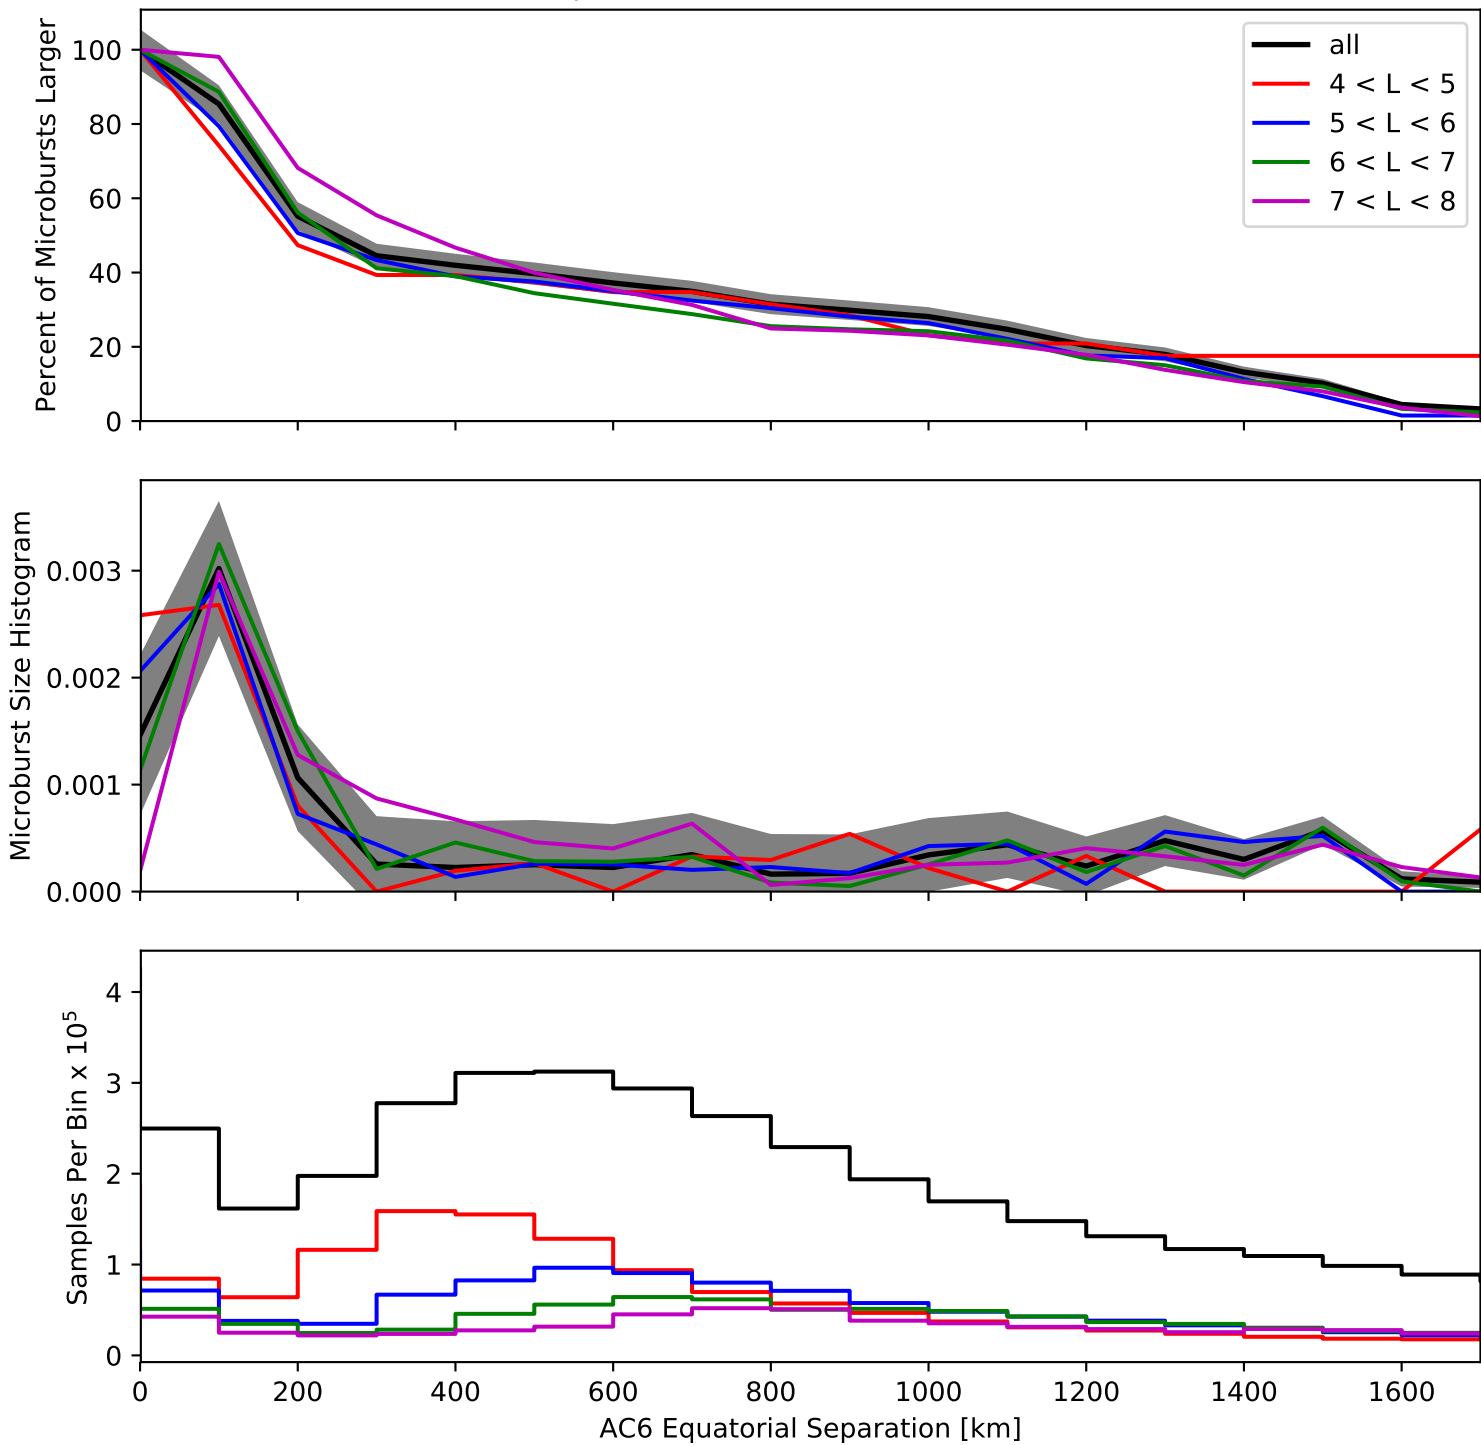 Percent of Microbursts Larger
100
80
60
40
20
0
all
4 < L < 5
5 < L < 6
6 < L < 7
7 < L < 8
Microburst Size Histogram
0.003
0.002
0.001
0.000
Samples Per Bin x 10⁵
4
3
2
1
0
0 200 400 600 800 1000 1200 1400 1600
AC6 Equatorial Separation [km]